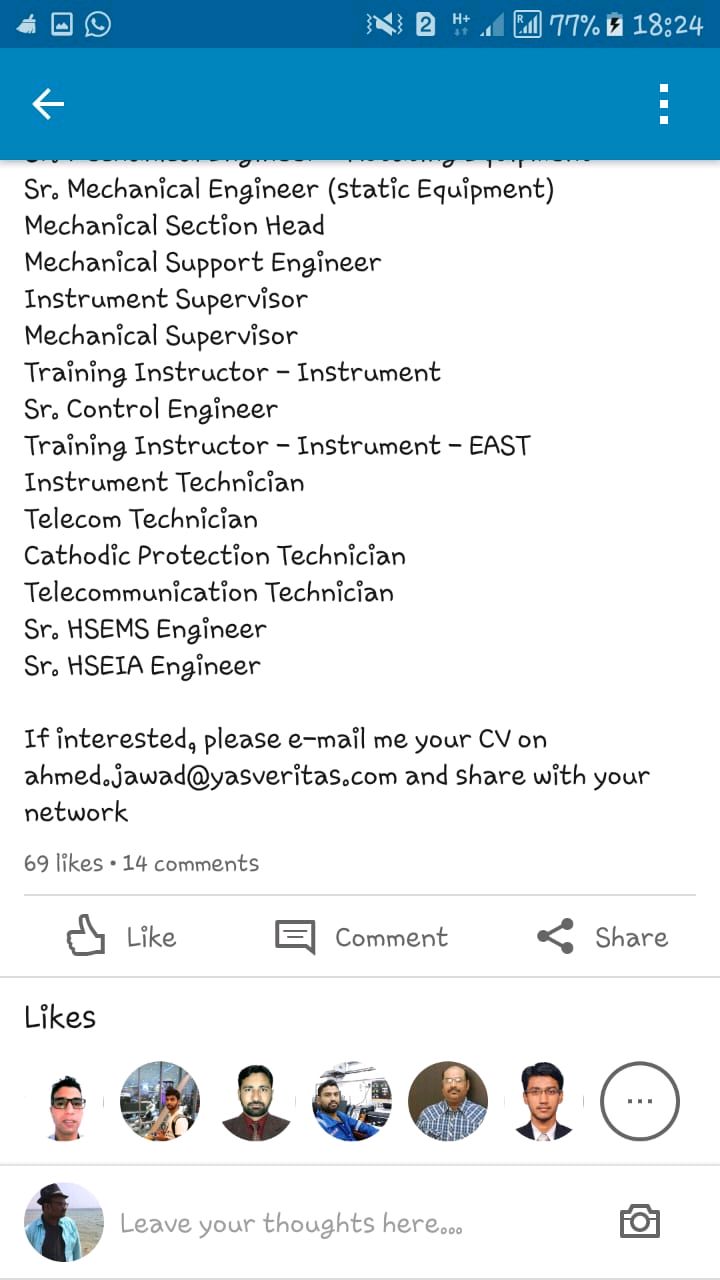 2 H+ R 77% 18:24
Sr. Mechanical Engineer (static Equipment)
Mechanical Section Head
Mechanical Support Engineer
Instrument Supervisor
Mechanical Supervisor
Training Instructor - Instrument
Sr. Control Engineer
Training Instructor - Instrument - EAST
Instrument Technician
Telecom Technician
Cathodic Protection Technician
Telecommunication Technician
Sr. HSEMS Engineer
Sr. HSEIA Engineer
If interested, please e-mail me your CV on
ahmed.jawad@yasveritas.com and share with your
network
69 likes • 14 comments
Like Comment Share
Likes
...
Leave your thoughts here...